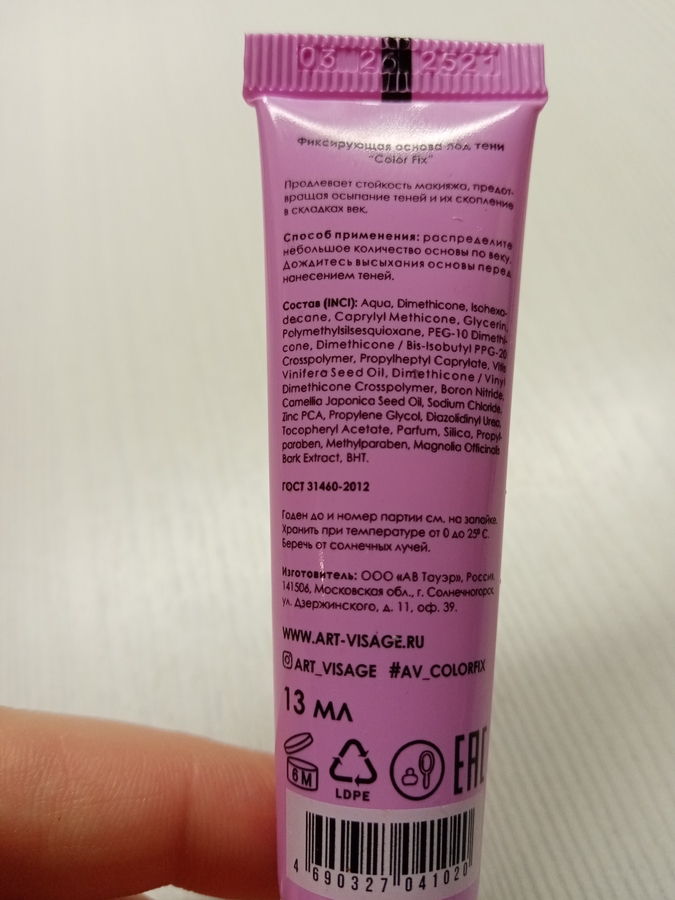 03 26 2521
Фиксирующая основа под тени
"Color Fix"
Продлевает стойкость макияжа, предот-
вращая осыпание теней и их скопление
в складках век.
Способ применения: распределите
небольшое количество основы по веку.
Дождитесь высыхания основы перед
нанесением теней.
Состав (INCI): Aqua, Dimethicone, Isohexa-
decane, Caprylyl Methicone, Glycerin,
Polymethylsilsesquioxane, PEG-10 Dimethi-
cone, Dimethicone / Bis-Isobutyl PPG-20
Crosspolymer, Propylheptyl Caprylate, Vitis
Vinifera Seed Oil, Dimethicone / Vinyl
Dimethicone Crosspolymer, Boron Nitride,
Camellia Japonica Seed Oil, Sodium Chloride,
Zinc PCA, Propylene Glycol, Diazolidinyl Urea,
Tocopheryl Acetate, Parfum, Silica, Propyl-
paraben, Methylparaben, Magnolia Officinalis
Bark Extract, BHT.
ГОСТ 31460-2012
Годен до и номер партии см. на запайке.
Хранить при температуре от 0 до 25° С.
Беречь от солнечных лучей.
Изготовитель: ООО «АВ Тауэр», Россия,
141506, Московская обл., г. Солнечногорск,
ул. Дзержинского, д. 11, оф. 39.
WWW.ART-VISAGE.RU
ART_VISAGE #AV_COLORFIX
13 МЛ
6 M
LDPE
EAC
4 690327 041020